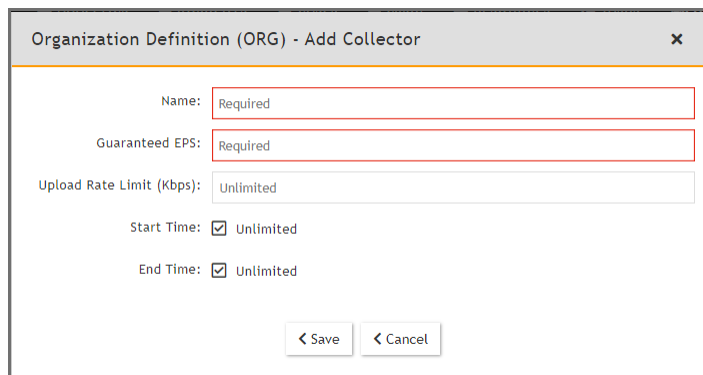 Organization Definition (ORG) - Add Collector
Name: Required
Guaranteed EPS: Required
Upload Rate Limit (Kbps): Unlimited
Start Time: Unlimited
End Time: Unlimited
Save Cancel